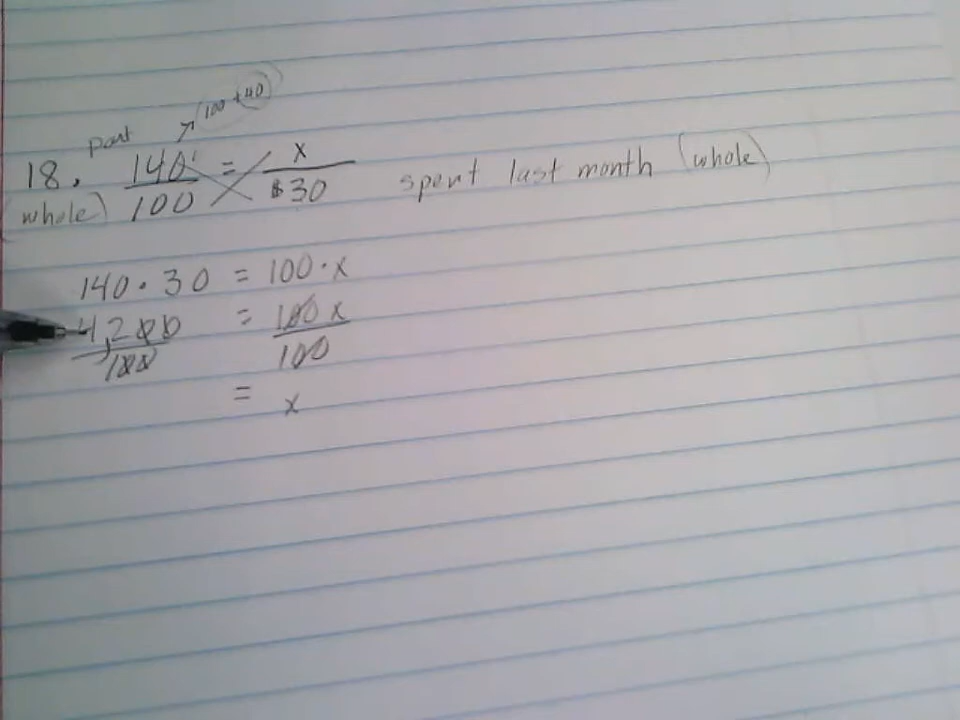 (100 + 40)
part
18. 140 = x spent last month (whole)
(whole) 100 $30
140 · 30 = 100 · x
4,200 = 100x
100 100
= x